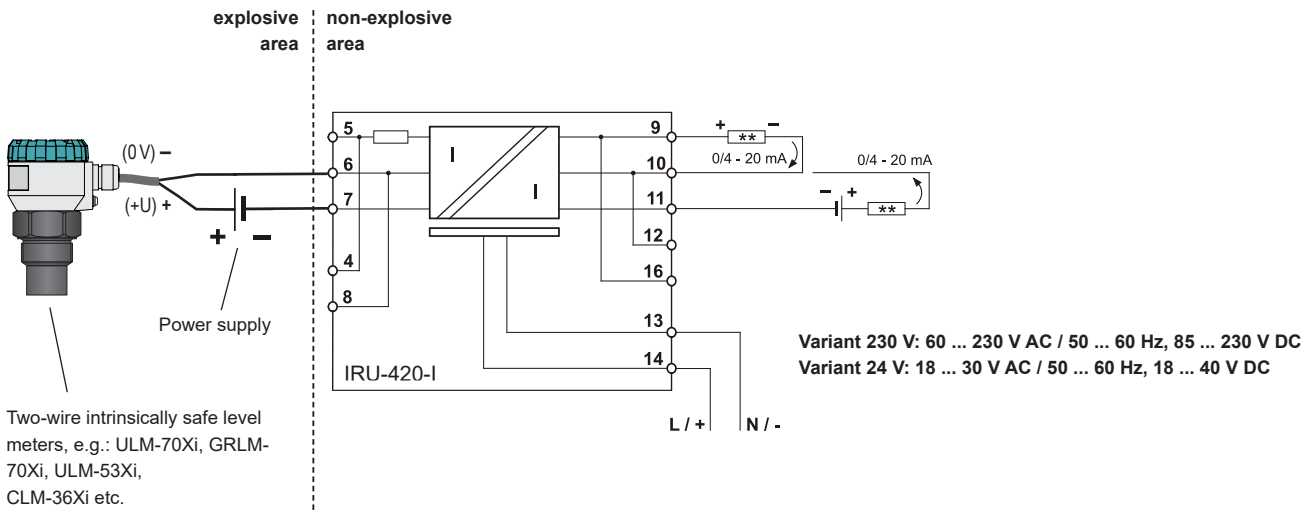 explosive
area
non-explosive
area
(0 V) –
(+U) +
+ –
Power supply
Two-wire intrinsically safe level
meters, e.g.: ULM-70Xi, GRLM-
70Xi, ULM-53Xi,
CLM-36Xi etc.
5
6
7
4
8
I
I
IRU-420-I
9
10
11
12
16
13
14
+ –
**
0/4 - 20 mA
0/4 - 20 mA
– +
**
L / +
N / -
Variant 230 V: 60 ... 230 V AC / 50 ... 60 Hz, 85 ... 230 V DC
Variant 24 V: 18 ... 30 V AC / 50 ... 60 Hz, 18 ... 40 V DC